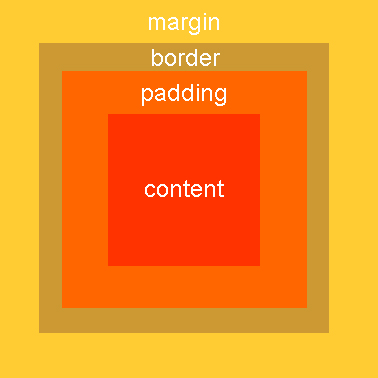 margin
border
padding
content